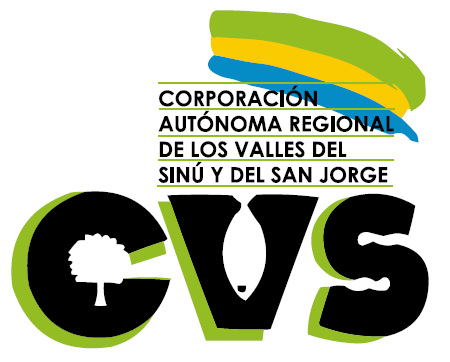 CORPORACIÓN
AUTÓNOMA REGIONAL
DE LOS VALLES DEL
SINÚ Y DEL SAN JORGE
CVS